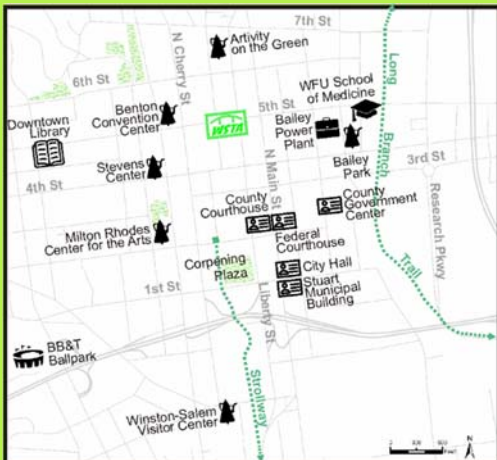 7th St
Artivity
on the Green
N Cherry St
Long
6th St
WFU School
of Medicine
Benton
Convention
Center
WSTA
5th St
Bailey
Power
Plant
Downtown
Library
Branch
Bailey
Park
3rd St
Stevens
Center
4th St
N Main St
County
Courthouse
County
Government
Center
Research Pkwy
Milton Rhodes
Center for the Arts
Federal
Courthouse
Corpening
Plaza
City Hall
Trail
Stuart
Municipal
Building
1st St
Liberty St
BB&T
Ballpark
Strollway
Winston-Salem
Visitor Center
N